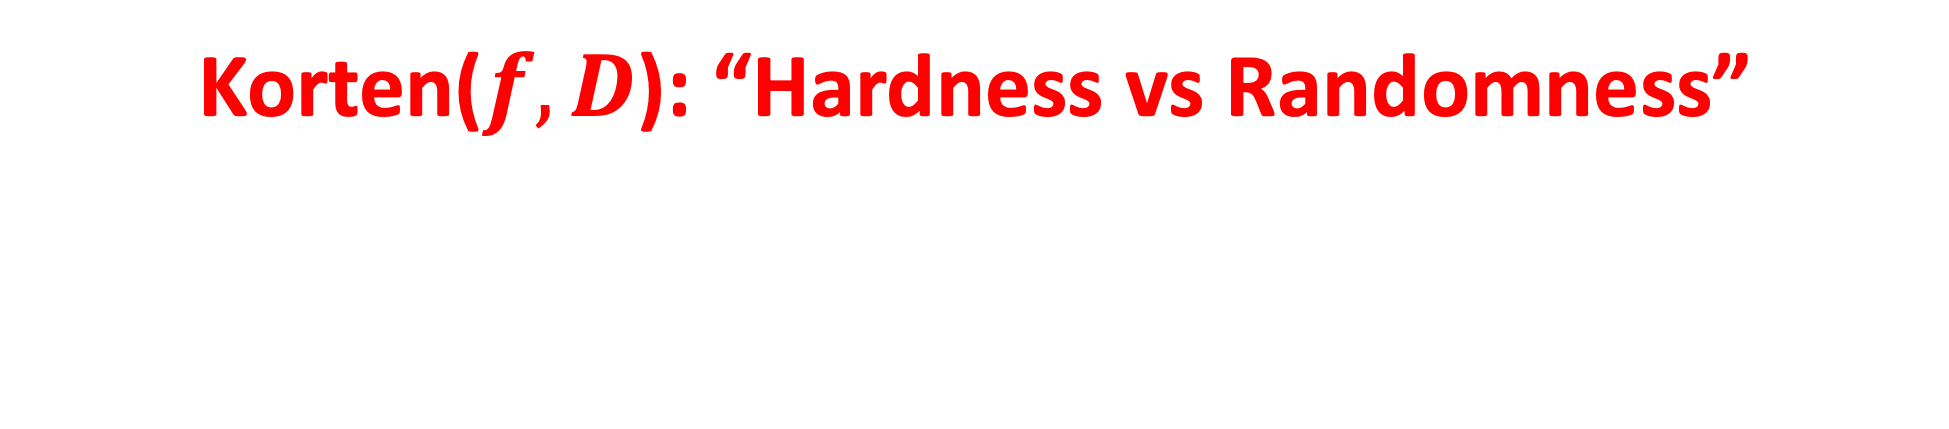 Korten(𝒇, 𝑫): “Hardness vs Randomness”